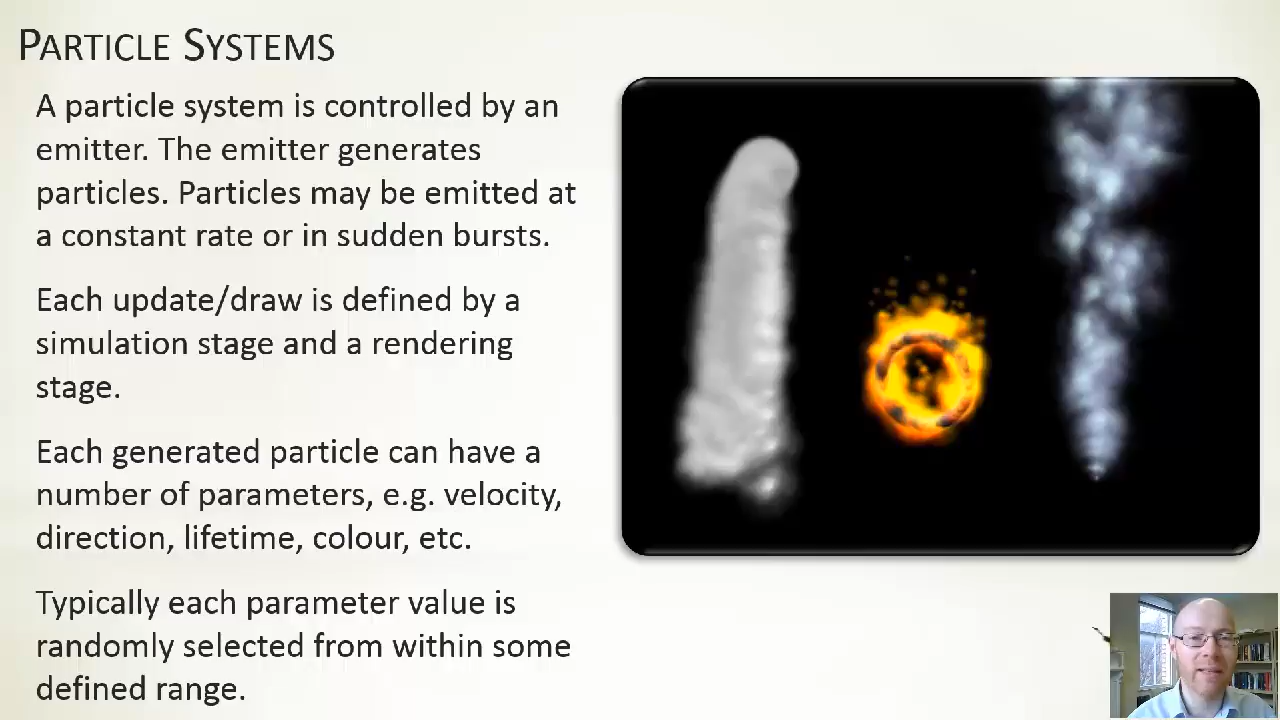 PARTICLE SYSTEMS
A particle system is controlled by an
emitter. The emitter generates
particles. Particles may be emitted at
a constant rate or in sudden bursts.
Each update/draw is defined by a
simulation stage and a rendering
stage.
Each generated particle can have a
number of parameters, e.g. velocity,
direction, lifetime, colour, etc.
Typically each parameter value is
randomly selected from within some
defined range.